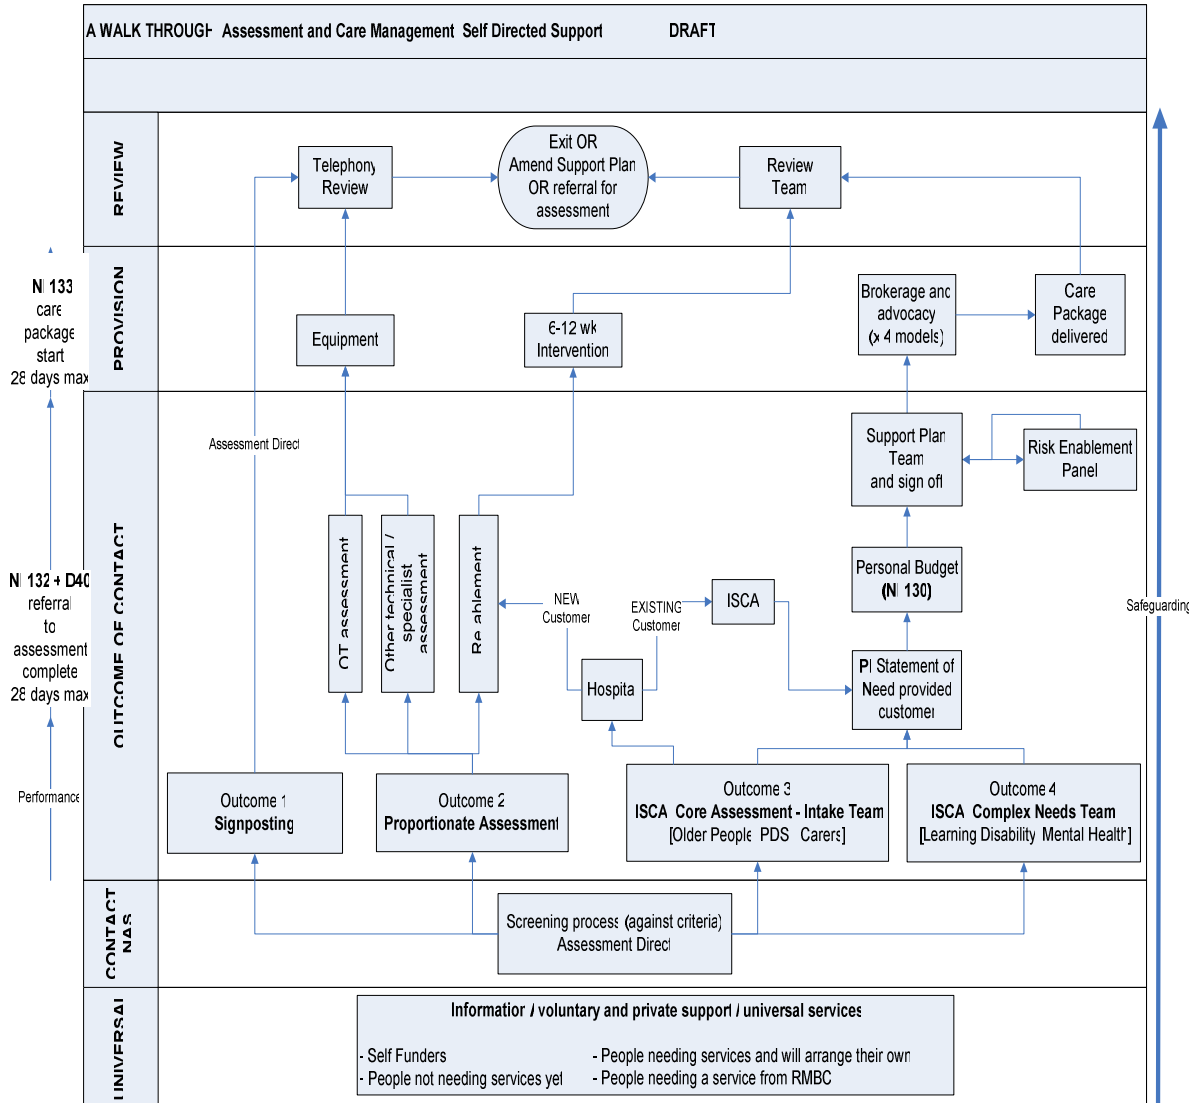 A WALK THROUGH Assessment and Care Management Self Directed Support DRAFT
REVIEW
Telephony
Review
Exit OR
Amend Support Plan
OR referral for
assessment
Review
Team
PROVISION
NI 133
care
package
start
28 days max
Equipment
6-12 wk
Intervention
Brokerage and
advocacy
(x 4 models)
Care
Package
delivered
OUTCOME OF CONTACT
Assessment Direct
Support Plan
Team
and sign off
Risk Enablement
Panel
OT assessment
Other technical /
specialist
assessment
Re ablement
NI 132 + D40
referral
to
assessment
complete
28 days max
NEW
Customer
EXISTING
Customer
ISCA
Personal Budget
(NI 130)
Safeguarding
Hospital
PI Statement of
Need provided
customer
Performance
Outcome 1
Signposting
Outcome 2
Proportionate Assessment
Outcome 3
ISCA Core Assessment - Intake Team
[Older People PDS Carers]
Outcome 4
ISCA Complex Needs Team
[Learning Disability Mental Health]
CONTACT
NAS
Screening process (against criteria)
Assessment Direct
UNIVERSAL
Information / voluntary and private support / universal services
- Self Funders
- People not needing services yet
- People needing services and will arrange their own
- People needing a service from RMBC